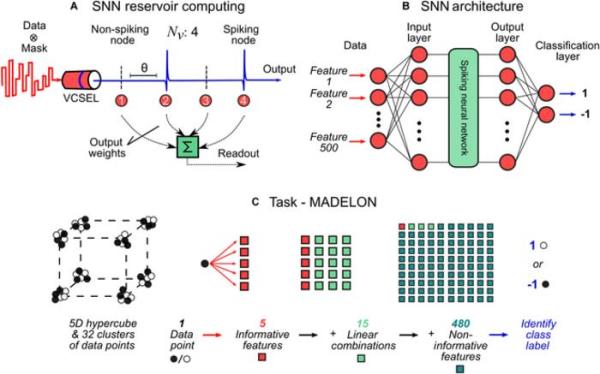 A SNN reservoir computing
Data
⊗
Mask
Non-spiking
node
Nᵥ: 4
Spiking
node
θ
Output
VCSEL
1 2 3 4
Output
weights
Σ
Readout
B SNN architecture
Data
Input
layer
Output
layer
Classification
layer
Feature
1
Feature
2
Feature
500
Spiking neural network
1
-1
C Task - MADELON
1
or
-1
5D hypercube
& 32 clusters
of data points
1
Data
point
/
5
Informative
features
+
15
Linear
combinations
+
480
Non-
informative
features
Identify
class
label